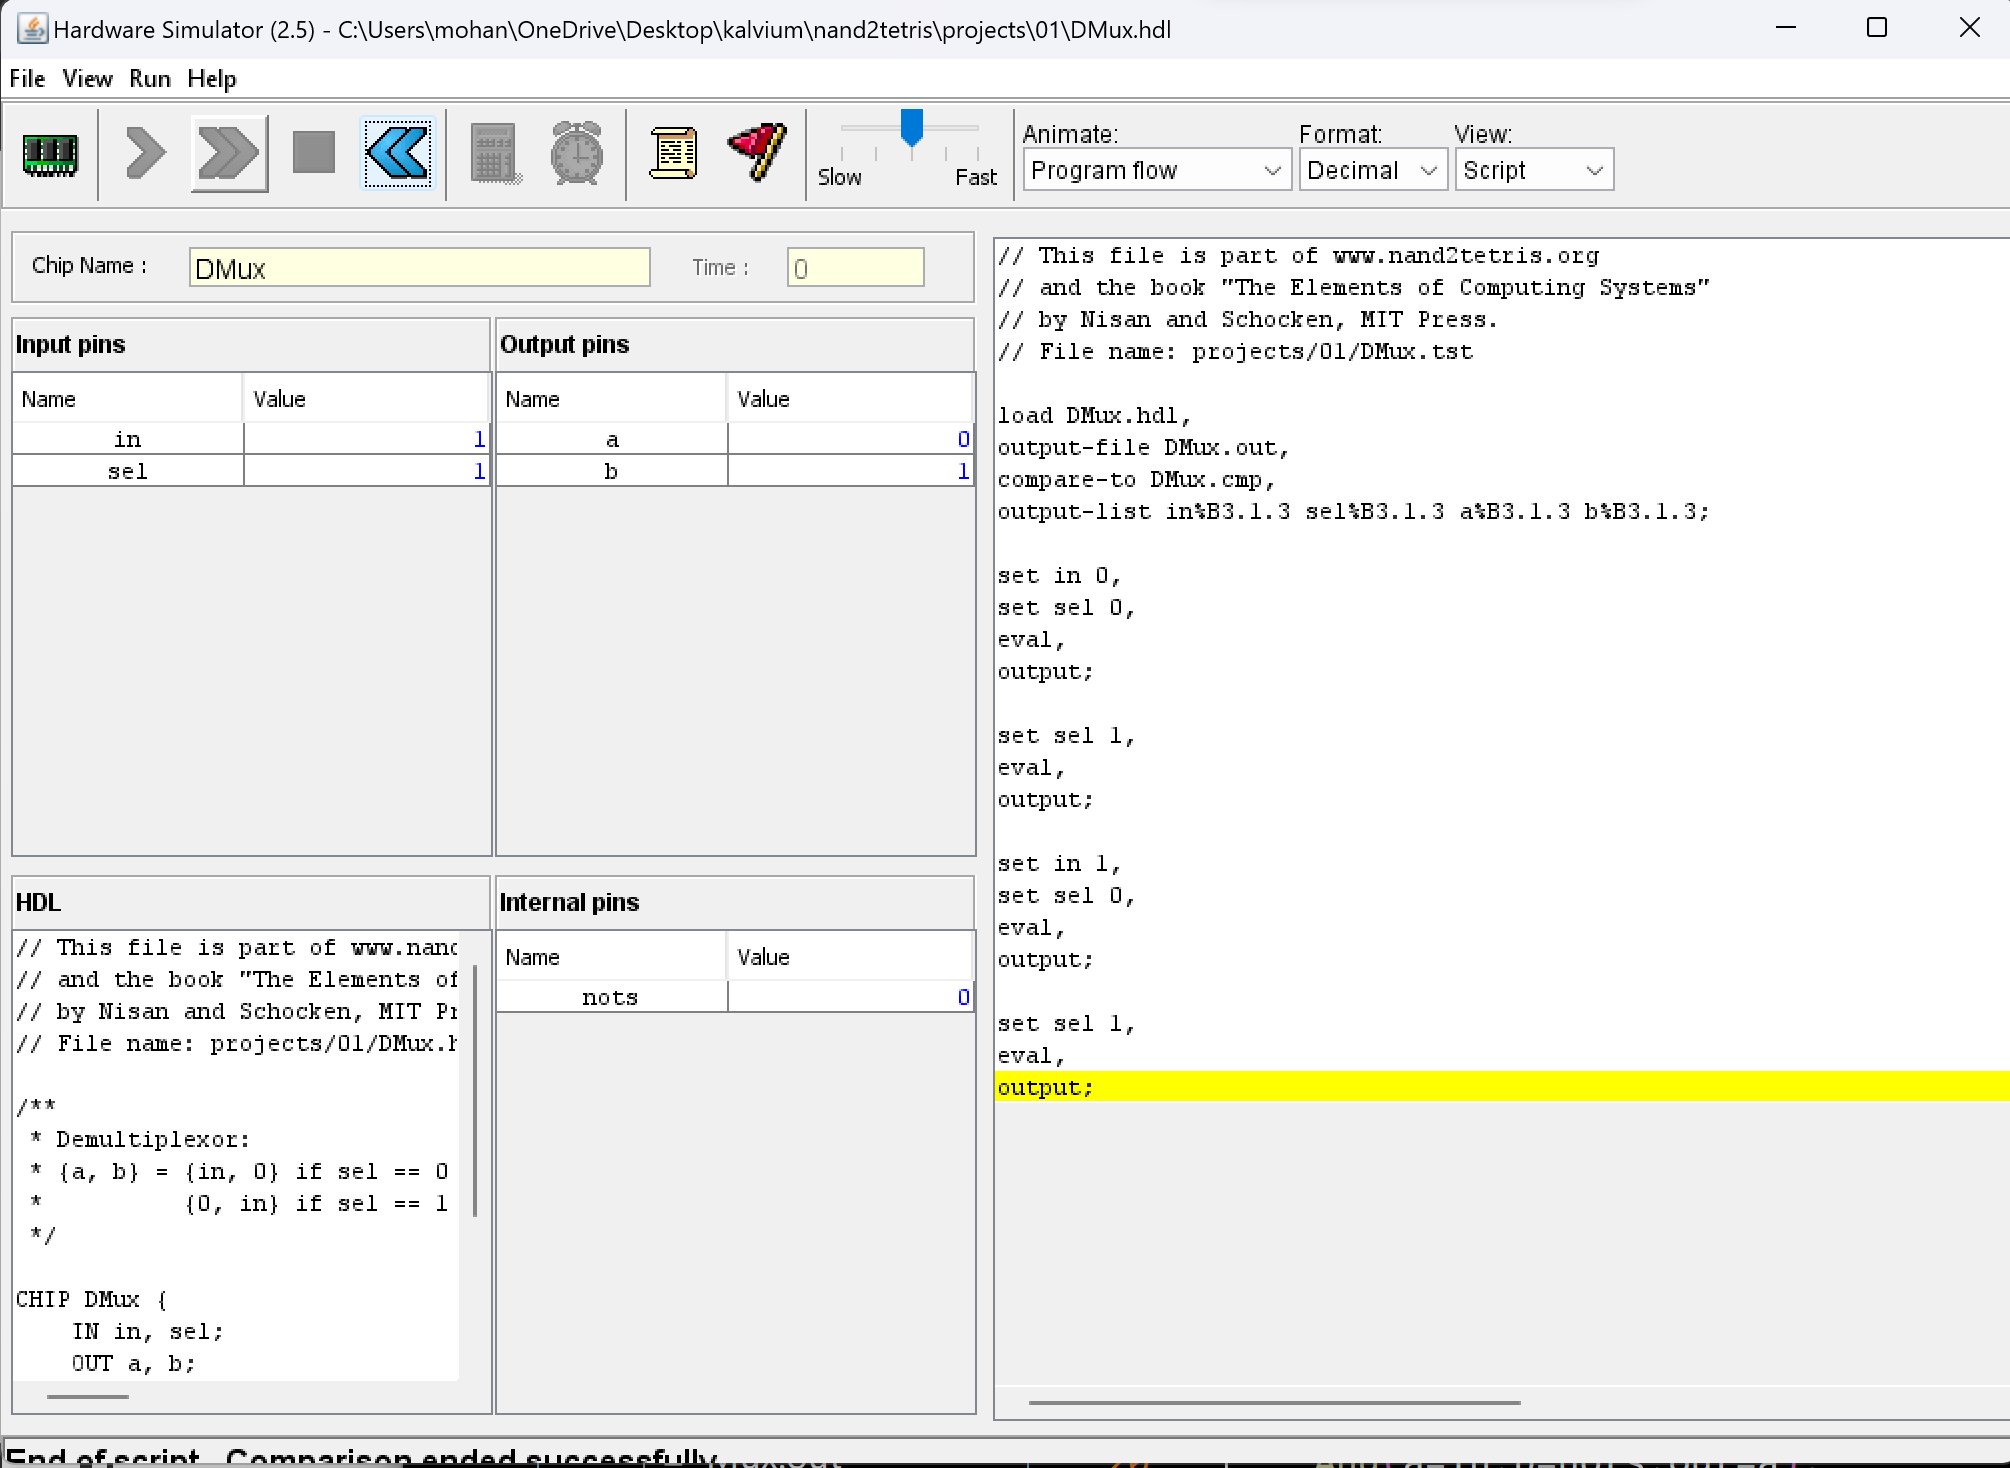 Hardware Simulator (2.5) - C:\Users\mohan\OneDrive\Desktop\kalvium\nand2tetris\projects\01\DMux.hdl
File View Run Help
Slow Fast
Animate: Format: View:
Program flow Decimal Script
Chip Name : DMux Time : 0
Input pins
Name Value
in 1
sel 1
Output pins
Name Value
a 0
b 1
HDL
// This file is part of www.nand
// and the book "The Elements of
// by Nisan and Schocken, MIT Pr
// File name: projects/01/DMux.h
/**
* Demultiplexor:
* {a, b} = {in, 0} if sel == 0
* {0, in} if sel == 1
*/
CHIP DMux {
IN in, sel;
OUT a, b;
Internal pins
Name Value
nots 0
// This file is part of www.nand2tetris.org
// and the book "The Elements of Computing Systems"
// by Nisan and Schocken, MIT Press.
// File name: projects/01/DMux.tst
load DMux.hdl,
output-file DMux.out,
compare-to DMux.cmp,
output-list in%B3.1.3 sel%B3.1.3 a%B3.1.3 b%B3.1.3;
set in 0,
set sel 0,
eval,
output;
set sel 1,
eval,
output;
set in 1,
set sel 0,
eval,
output;
set sel 1,
eval,
output;
End of script - Comparison ended successfully